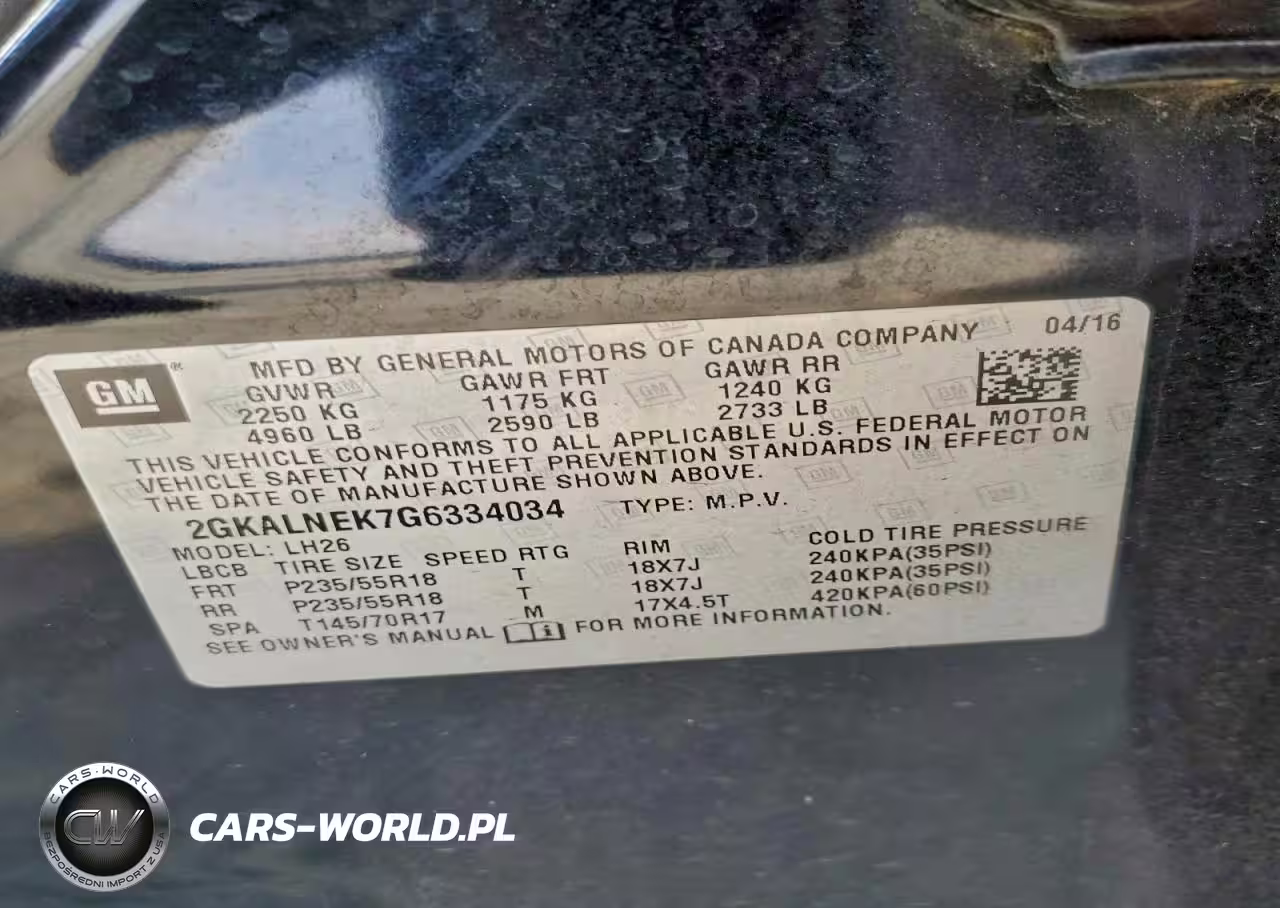 GM ®
MFD BY GENERAL MOTORS OF CANADA COMPANY 04/16
GVWR GAWR FRT GAWR RR
2250 KG 1175 KG 1240 KG
4960 LB 2590 LB 2733 LB
THIS VEHICLE CONFORMS TO ALL APPLICABLE U.S. FEDERAL MOTOR
VEHICLE SAFETY AND THEFT PREVENTION STANDARDS IN EFFECT ON
THE DATE OF MANUFACTURE SHOWN ABOVE.
2GKALNEK7G6334034 TYPE: M.P.V.
MODEL: LH26
LBCB TIRE SIZE SPEED RTG RIM COLD TIRE PRESSURE
FRT P235/55R18 T 18X7J 240KPA(35PSI)
RR P235/55R18 T 18X7J 240KPA(35PSI)
SPA T145/70R17 M 17X4.5T 420KPA(60PSI)
SEE OWNER'S MANUAL FOR MORE INFORMATION.
CARS-WORLD
CW
BEZPOŚREDNI IMPORT Z USA
CARS-WORLD.PL